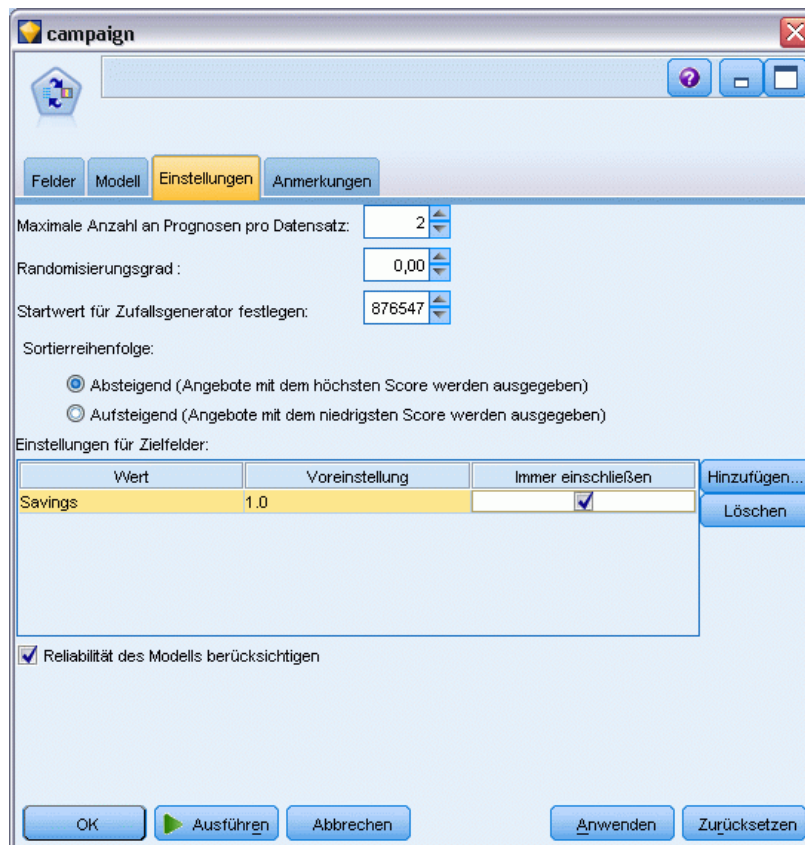 campaign
Felder Modell Einstellungen Anmerkungen
Maximale Anzahl an Prognosen pro Datensatz: 2
Randomisierungsgrad : 0,00
Startwert für Zufallsgenerator festlegen: 876547
Sortierreihenfolge:
Absteigend (Angebote mit dem höchsten Score werden ausgegeben)
Aufsteigend (Angebote mit dem niedrigsten Score werden ausgegeben)
Einstellungen für Zielfelder:
Wert Voreinstellung Immer einschließen Hinzufügen...
Savings 1.0
Löschen
Reliabilität des Modells berücksichtigen
OK Ausführen Abbrechen Anwenden Zurücksetzen